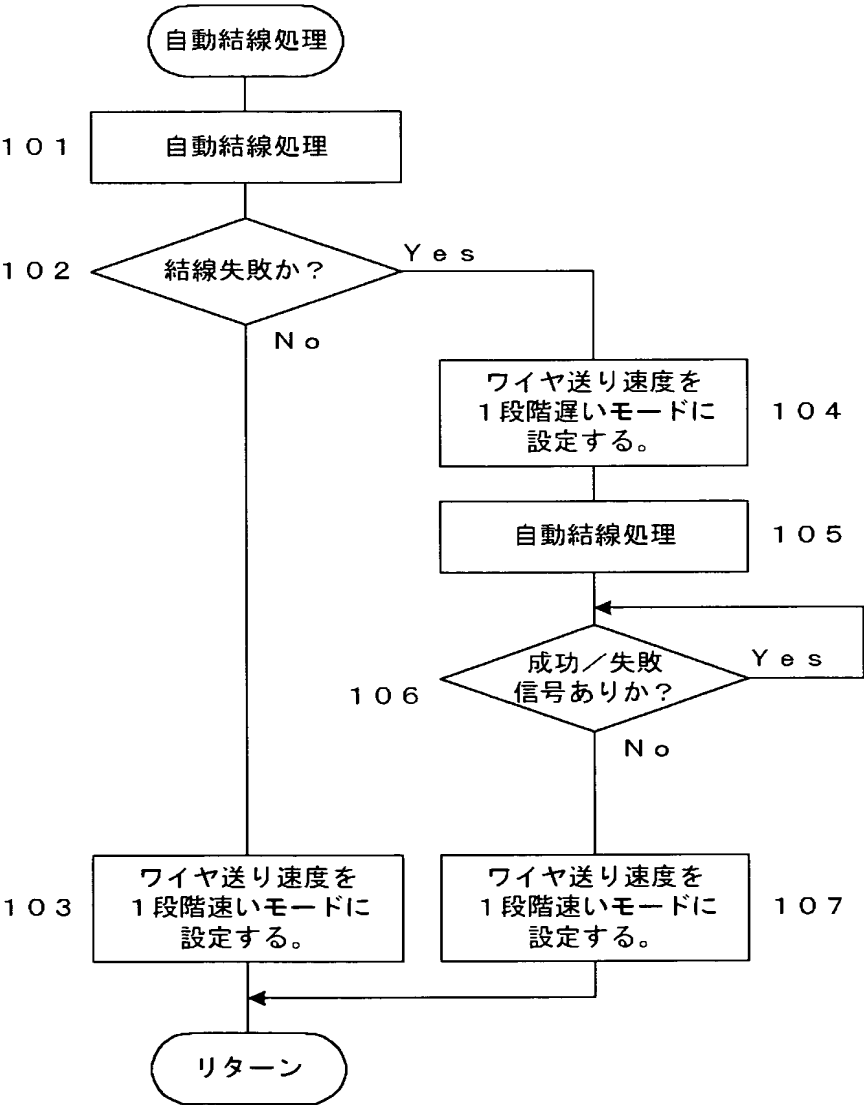 自動結線処理
１０１
自動結線処理
１０２
結線失敗か？
Ｙｅｓ
Ｎｏ
ワイヤ送り速度を
１段階遅いモードに
設定する。
１０４
自動結線処理
１０５
成功／失敗
信号ありか？
Ｙｅｓ
１０６
Ｎｏ
１０３
ワイヤ送り速度を
１段階速いモードに
設定する。
ワイヤ送り速度を
１段階速いモードに
設定する。
１０７
リターン